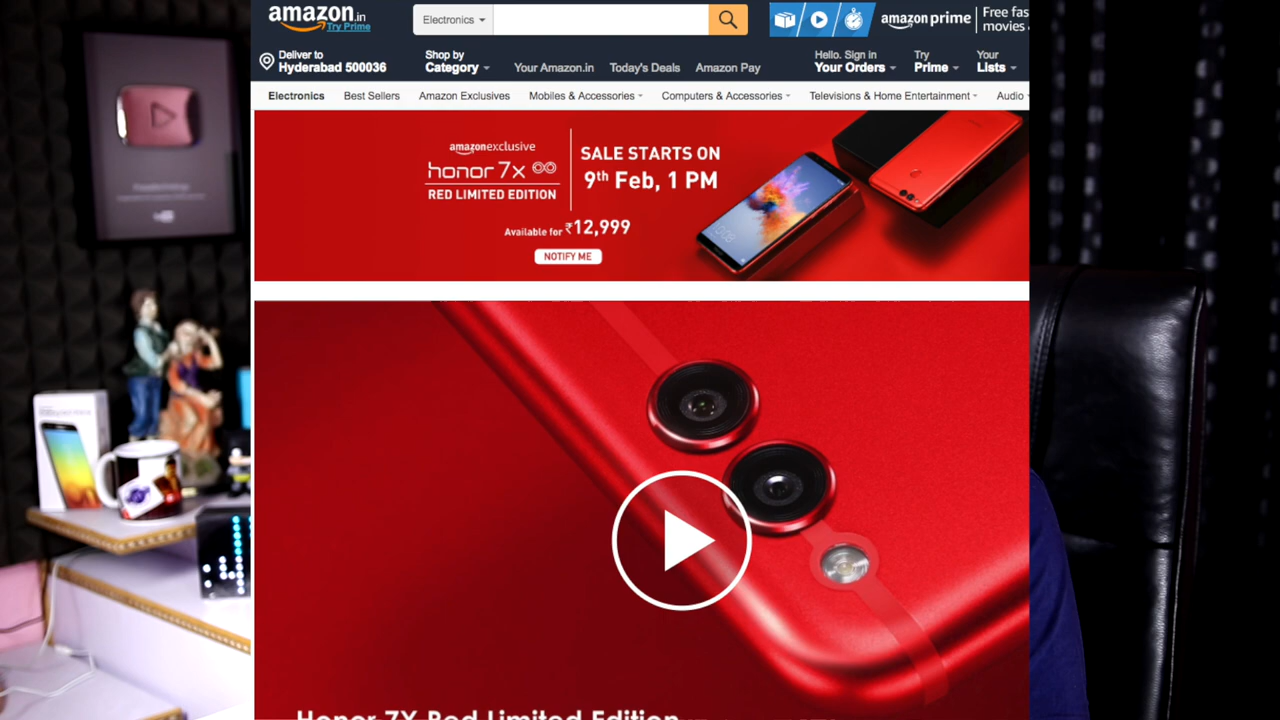 amazon.in
Try Prime
Electronics
amazon prime
Free fas
movies
Deliver to
Hyderabad 500036
Shop by
Category
Your Amazon.in
Today's Deals
Amazon Pay
Hello. Sign in
Your Orders
Try
Prime
Your
Lists
Electronics
Best Sellers
Amazon Exclusives
Mobiles & Accessories
Computers & Accessories
Televisions & Home Entertainment
Audio
amazonexclusive
honor 7x
RED LIMITED EDITION
SALE STARTS ON
9th Feb, 1 PM
Available for ₹12,999
NOTIFY ME
Honor 7X Red Limited Edition